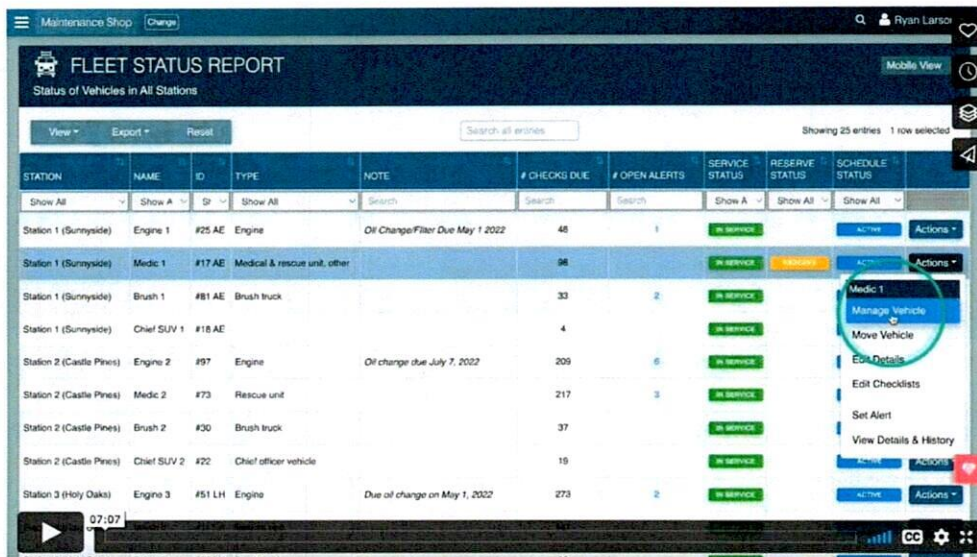 Maintenance Shop Change Ryan Larson
FLEET STATUS REPORT Mobile View
Status of Vehicles in All Stations
View Export Reset Search all entries Showing 25 entries 1 row selected
STATION NAME ID TYPE NOTE # CHECKS DUE # OPEN ALERTS SERVICE STATUS RESERVE STATUS SCHEDULE STATUS
Show All Show A Sh Show All Search Search Search Show A Show All Show All
Station 1 (Sunnyside) Engine 1 #25 AE Engine Oil Change/Filter Due May 1 2022 48 1 IN SERVICE ACTIVE Actions
Station 1 (Sunnyside) Medic 1 #17 AE Medical & rescue unit, other 98 IN SERVICE RESERVE ACTIVE Actions
Medic 1
Station 1 (Sunnyside) Brush 1 #81 AE Brush truck 33 2 IN SERVICE
Manage Vehicle
Station 1 (Sunnyside) Chief SUV 1 #18 AE 4 IN SERVICE
Move Vehicle
Station 2 (Castle Pines) Engine 2 #97 Engine Oil change due July 7, 2022 209 6 IN SERVICE
Edit Details
Station 2 (Castle Pines) Medic 2 #73 Rescue unit 217 3 IN SERVICE
Edit Checklists
Station 2 (Castle Pines) Brush 2 #30 Brush truck 37 IN SERVICE
Set Alert
View Details & History
Station 2 (Castle Pines) Chief SUV 2 #22 Chief officer vehicle 19 IN SERVICE ACTIVE Actions
Station 3 (Holy Oaks) Engine 3 #51 LH Engine Due oil change on May 1, 2022 273 2 IN SERVICE ACTIVE Actions
07:07
CC